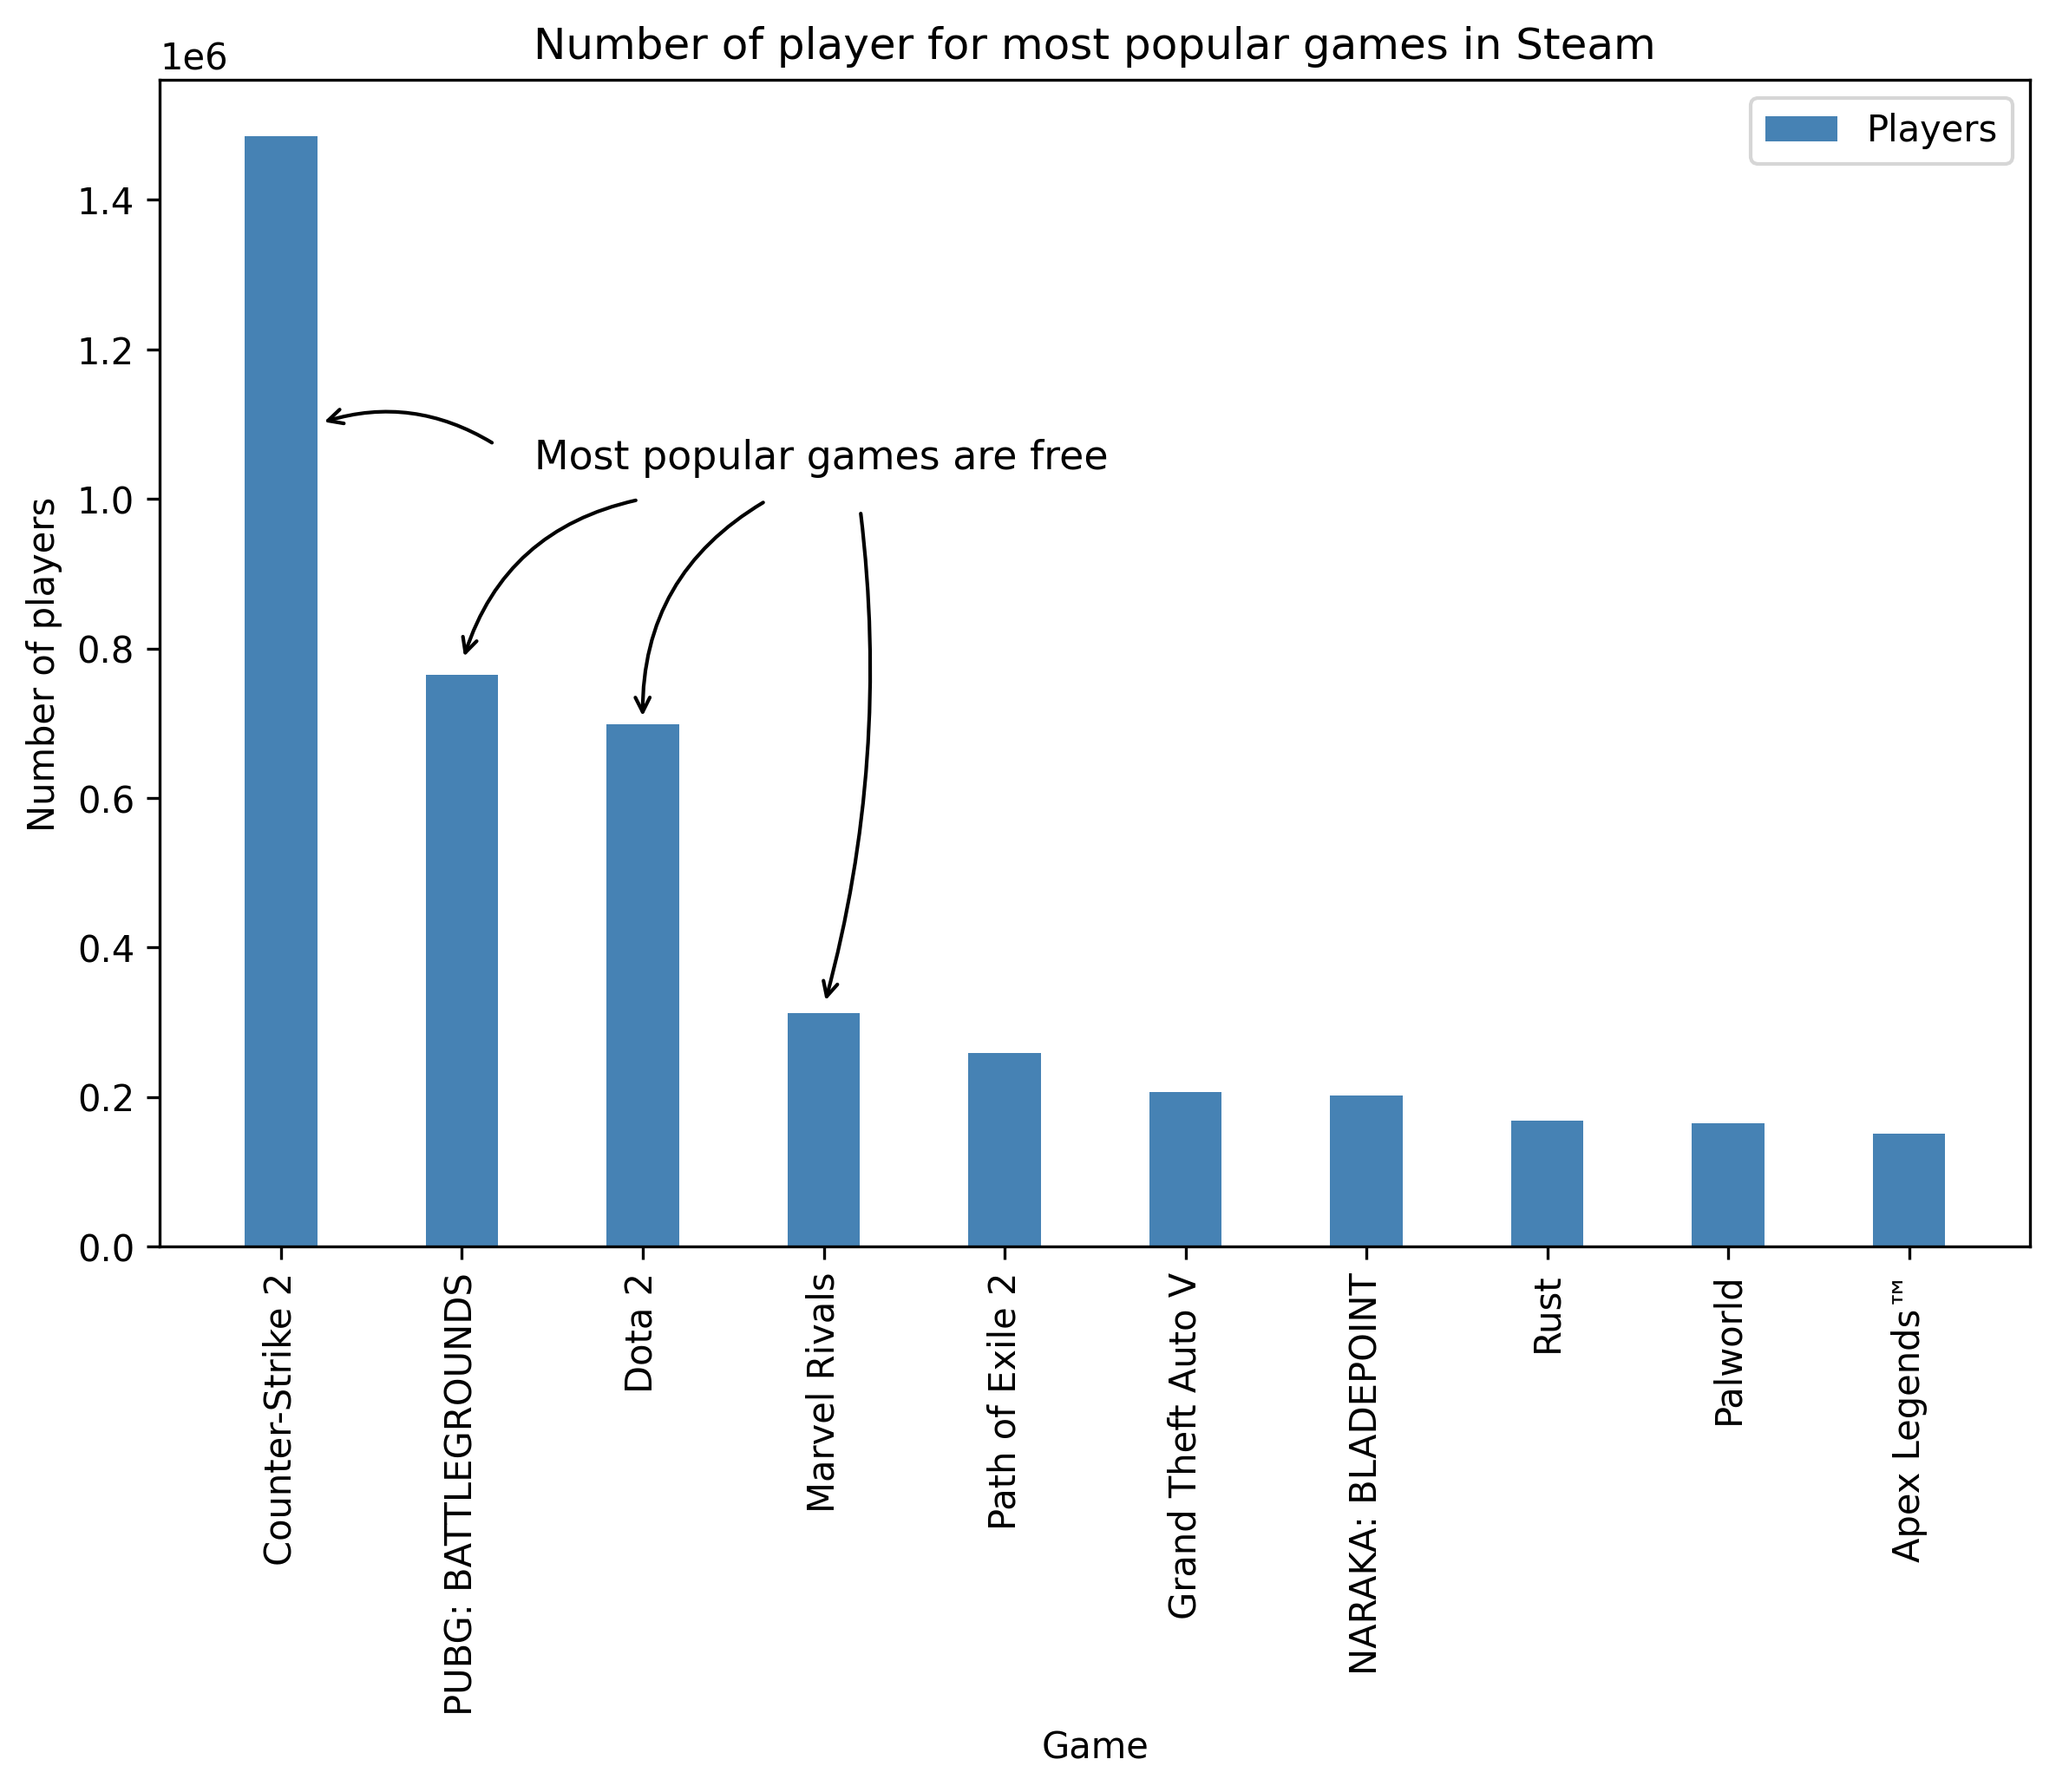 Number of player for most popular games in Steam
1e6
Players
1.4
1.2
1.0
0.8
0.6
0.4
0.2
0.0
Number of players
Most popular games are free
Counter-Strike 2
PUBG: BATTLEGROUNDS
Dota 2
Marvel Rivals
Path of Exile 2
Grand Theft Auto V
NARAKA: BLADEPOINT
Rust
Palworld
Apex Legends™
Game